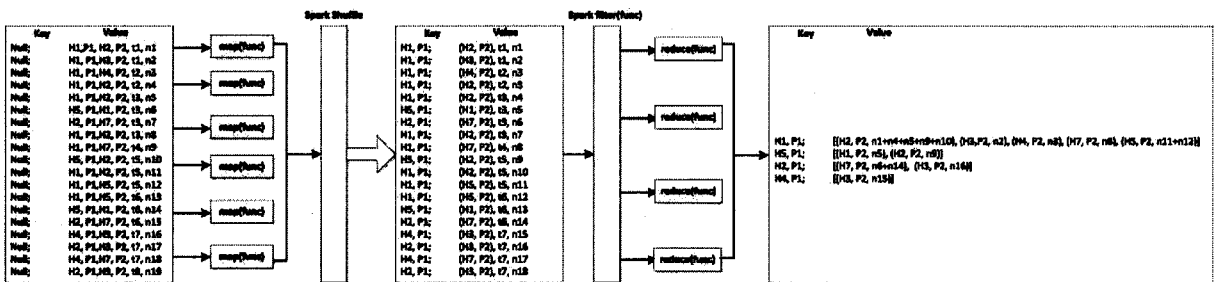 Spark Shuffle
Spark filter(func)
Key Value
Null; H1,P1, H2, P2, t1, n1
Null; H1, P1,H3, P2, t1, n2
Null; H1, P1,H4, P2, t2, n3
Null; H1, P1,H2, P2, t2, n4
Null; H1, P1,H2, P2, t3, n5
Null; H5, P1,H1, P2, t3, n6
Null; H2, P1,H7, P2, t3, n7
Null; H1, P1,H2, P2, t3, n8
Null; H1, P1,H7, P2, t4, n9
Null; H5, P1,H2, P2, t5, n10
Null; H1, P1,H2, P2, t5, n11
Null; H1, P1,H5, P2, t5, n12
Null; H1, P1,H5, P2, t6, n13
Null; H5, P1,H1, P2, t6, n14
Null; H2, P1,H7, P2, t6, n15
Null; H4, P1,H3, P2, t7, n16
Null; H2, P1,H3, P2, t7, n17
Null; H4, P1,H7, P2, t7, n18
Null; H2, P1,H3, P2, t8, n19
map(func)
map(func)
map(func)
map(func)
map(func)
map(func)
Key Value
H1, P1; (H2, P2), t1, n1
H1, P1; (H3, P2), t1, n2
H1, P1; (H4, P2), t2, n3
H1, P1; (H2, P2), t2, n3
H1, P1; (H2, P2), t3, n4
H5, P1; (H1, P2), t3, n5
H2, P1; (H7, P2), t3, n6
H1, P1; (H2, P2), t3, n7
H1, P1; (H7, P2), t4, n8
H5, P1; (H2, P2), t5, n9
H1, P1; (H2, P2), t5, n10
H1, P1; (H5, P2), t5, n11
H1, P1; (H5, P2), t6, n12
H5, P1; (H1, P2), t6, n13
H2, P1; (H7, P2), t6, n14
H4, P1; (H3, P2), t7, n15
H2, P1; (H3, P2), t7, n16
H4, P1; (H7, P2), t7, n17
H2, P1; (H3, P2), t7, n18
reduce(func)
reduce(func)
reduce(func)
reduce(func)
Key Value
H1, P1; [(H2, P2, n1+n4+n5+n9+n10), (H3,P2, n2), (H4, P2, n3), (H7, P2, n8), (H5, P2, n11+n12)]
H5, P1; [(H1, P2, n5), (H2, P2, n9)]
H2, P1; [(H7, P2, n6+n14), (H3, P2, n16)]
H4, P1; [(H3, P2, n15)]